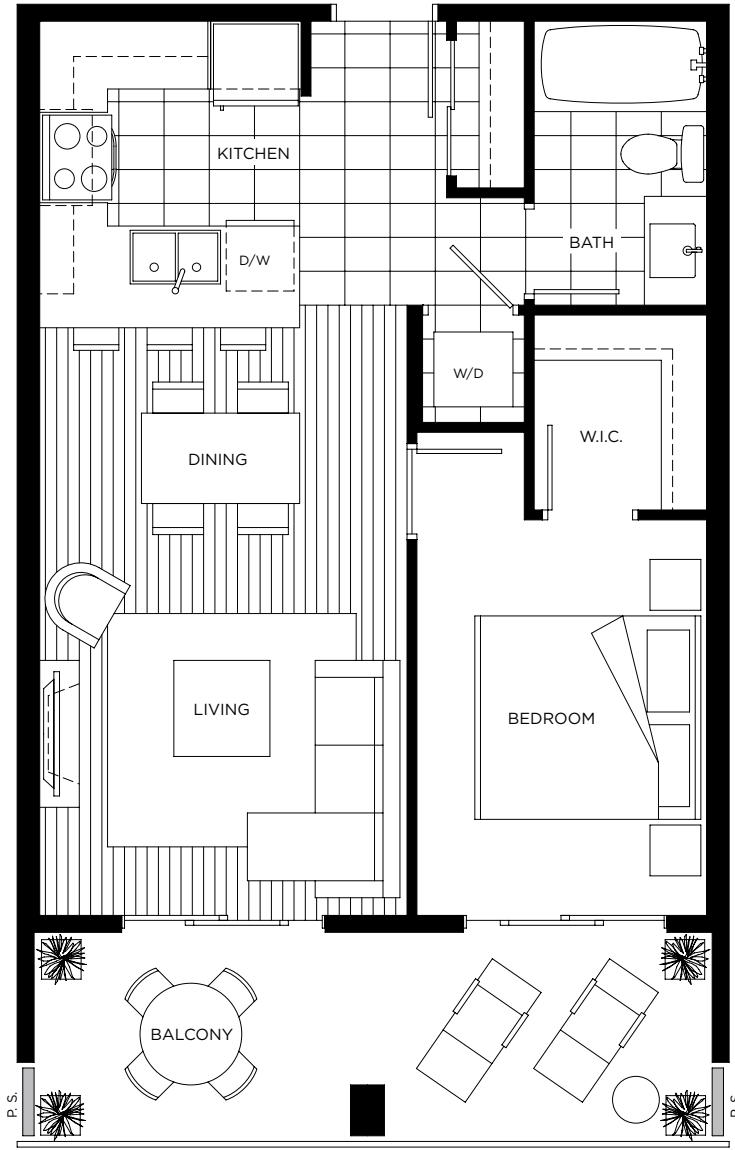 KITCHEN
D/W
BATH
W/D
W.I.C.
DINING
LIVING
BEDROOM
BALCONY
P. S.
P. S.